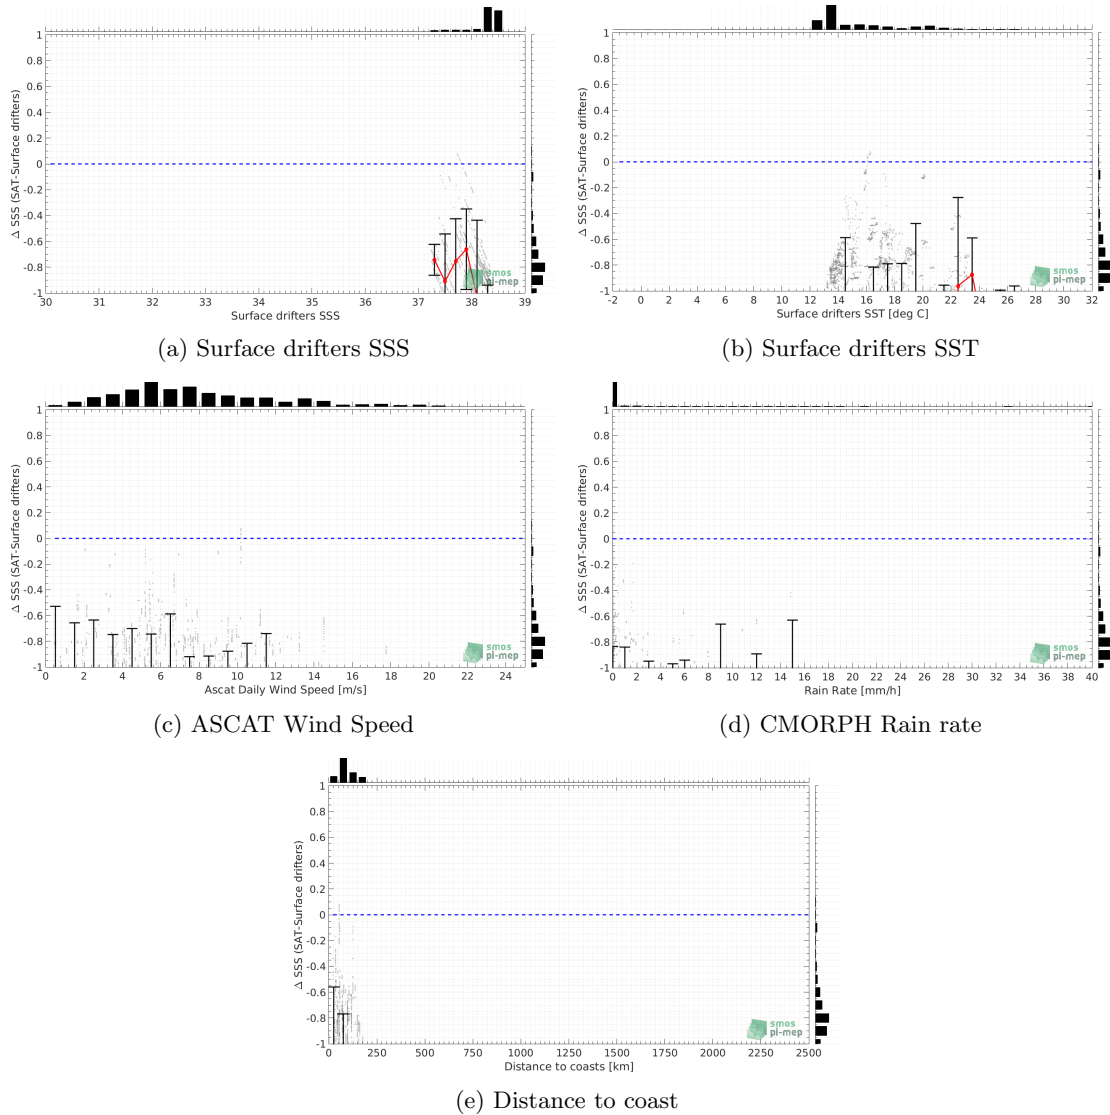 1
0.8
0.6
0.4
0.2
0
-0.2
-0.4
-0.6
-0.8
-1
Δ SSS (SAT-Surface drifters)
30 31 32 33 34 35 36 37 38 39
Surface drifters SSS
smos
pi-mep
(a) Surface drifters SSS
1
0.8
0.6
0.4
0.2
0
-0.2
-0.4
-0.6
-0.8
-1
Δ SSS (SAT-Surface drifters)
-2 0 2 4 6 8 10 12 14 16 18 20 22 24 26 28 30 32
Surface drifters SST [deg C]
smos
pi-mep
(b) Surface drifters SST
1
0.8
0.6
0.4
0.2
0
-0.2
-0.4
-0.6
-0.8
-1
Δ SSS (SAT-Surface drifters)
0 2 4 6 8 10 12 14 16 18 20 22 24
Ascat Daily Wind Speed [m/s]
smos
pi-mep
(c) ASCAT Wind Speed
1
0.8
0.6
0.4
0.2
0
-0.2
-0.4
-0.6
-0.8
-1
Δ SSS (SAT-Surface drifters)
0 2 4 6 8 10 12 14 16 18 20 22 24 26 28 30 32 34 36 38 40
Rain Rate [mm/h]
smos
pi-mep
(d) CMORPH Rain rate
1
0.8
0.6
0.4
0.2
0
-0.2
-0.4
-0.6
-0.8
-1
Δ SSS (SAT-Surface drifters)
0 250 500 750 1000 1250 1500 1750 2000 2250 2500
Distance to coasts [km]
smos
pi-mep
(e) Distance to coast